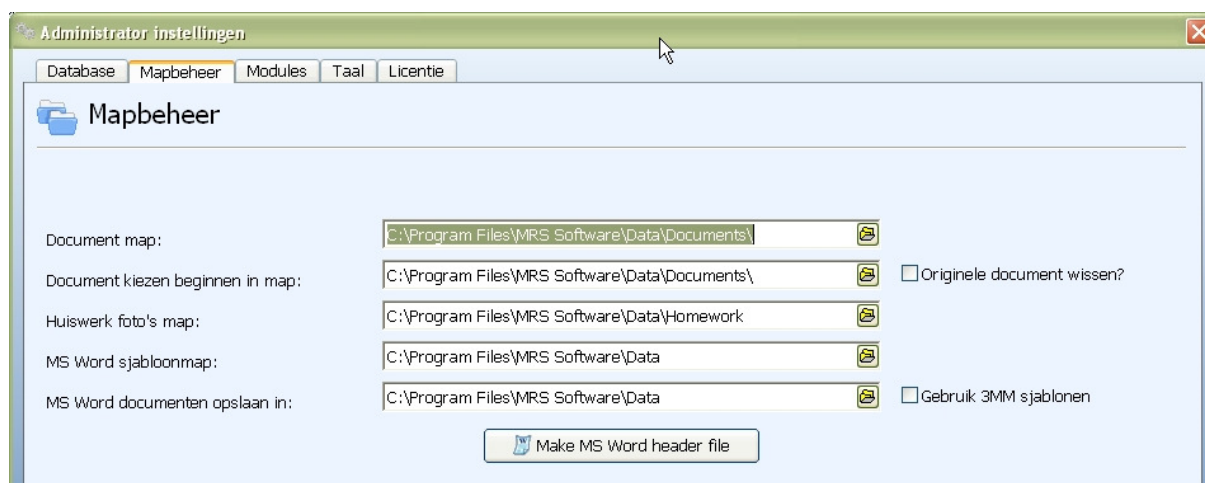 Administrator instellingen
Database Mapbeheer Modules Taal Licentie
Mapbeheer
Document map: C:\Program Files\MRS Software\Data\Documents\
Document kiezen beginnen in map: C:\Program Files\MRS Software\Data\Documents\ Originele document wissen?
Huiswerk foto's map: C:\Program Files\MRS Software\Data\Homework
MS Word sjabloonmap: C:\Program Files\MRS Software\Data
MS Word documenten opslaan in: C:\Program Files\MRS Software\Data Gebruik 3MM sjablonen
Make MS Word header file